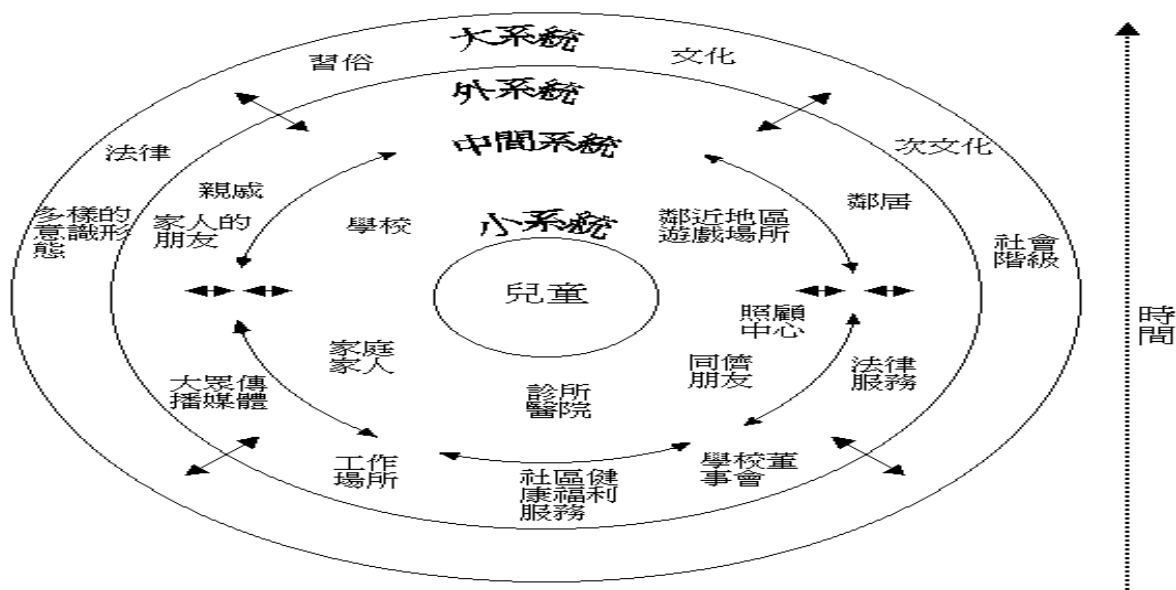 大系統
習俗
文化
外系統
中間系統
法律
次文化
親戚
家人的
朋友
多樣的
意識形
態
學校
小系統
鄰近地區
遊戲場所
鄰居
社會
階級
兒童
照顧
中心
時
間
家庭
家人
同儕
朋友
法律
服務
大眾傳
播媒體
診所
醫院
工作
場所
社區健
康福利
服務
學校董
事會